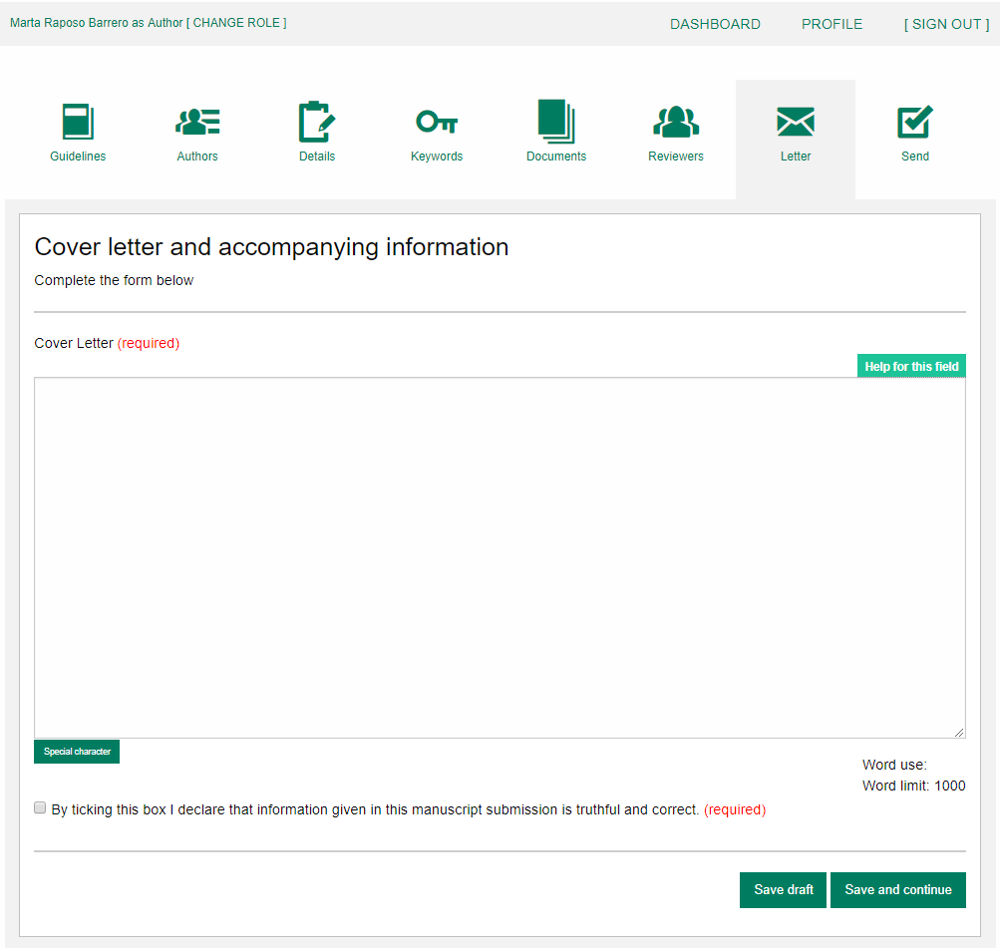 Marta Raposo Barrero as Author [ CHANGE ROLE ]
DASHBOARD PROFILE [ SIGN OUT ]
Guidelines Authors Details Keywords Documents Reviewers Letter Send
Cover letter and accompanying information
Complete the form below
Cover Letter (required)
Help for this field
Special character
Word use:
Word limit: 1000
By ticking this box I declare that information given in this manuscript submission is truthful and correct. (required)
Save draft Save and continue